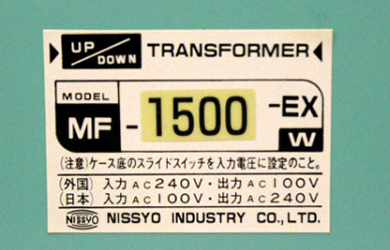 UP/DOWN TRANSFORMER
MODEL
MF-1500-EX
W
(注意)ケース底のスライドスイッチを入力電圧に設定のこと。
(外国) 入力AC240V・出力AC100V
(日本) 入力AC100V・出力AC240V
NISSYO NISSYO INDUSTRY CO.,LTD.